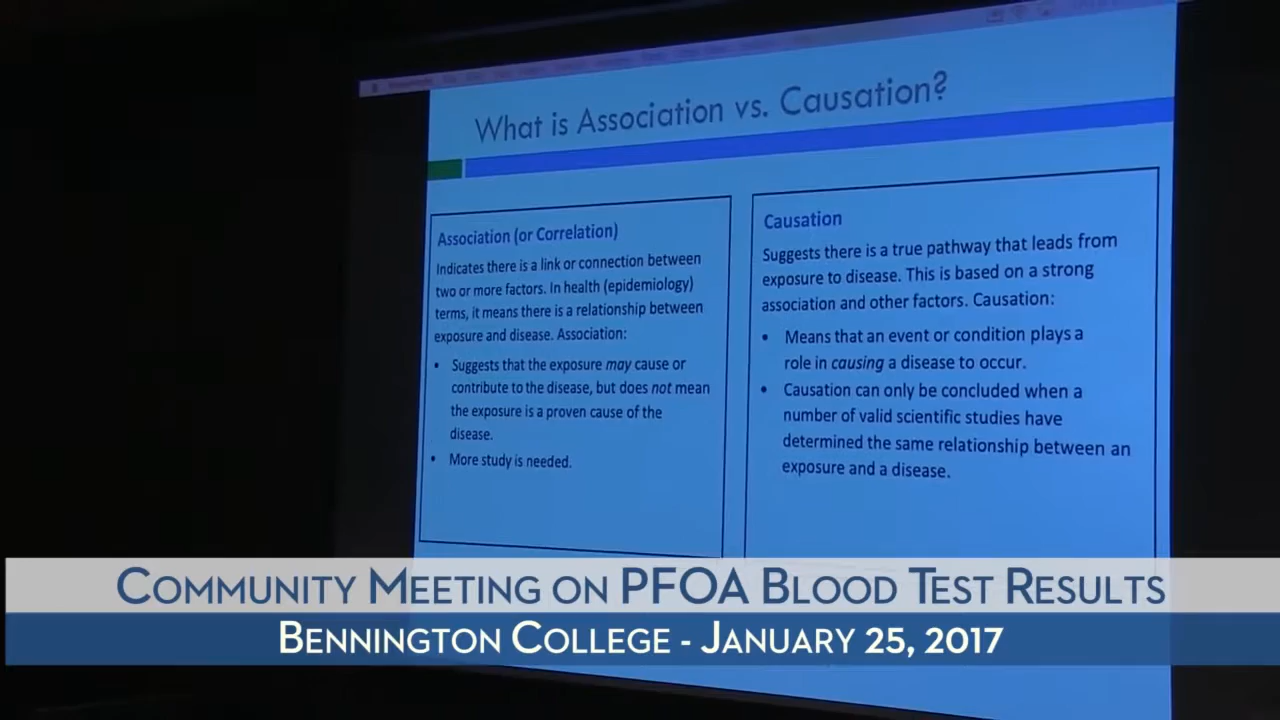 What is Association vs. Causation?
Association (or Correlation)
Indicates there is a link or connection between
two or more factors. In health (epidemiology)
terms, it means there is a relationship between
exposure and disease. Association:
• Suggests that the exposure may cause or
contribute to the disease, but does not mean
the exposure is a proven cause of the
disease.
• More study is needed.
Causation
Suggests there is a true pathway that leads from
exposure to disease. This is based on a strong
association and other factors. Causation:
• Means that an event or condition plays a
role in causing a disease to occur.
• Causation can only be concluded when a
number of valid scientific studies have
determined the same relationship between an
exposure and a disease.
COMMUNITY MEETING ON PFOA BLOOD TEST RESULTS
BENNINGTON COLLEGE - JANUARY 25, 2017